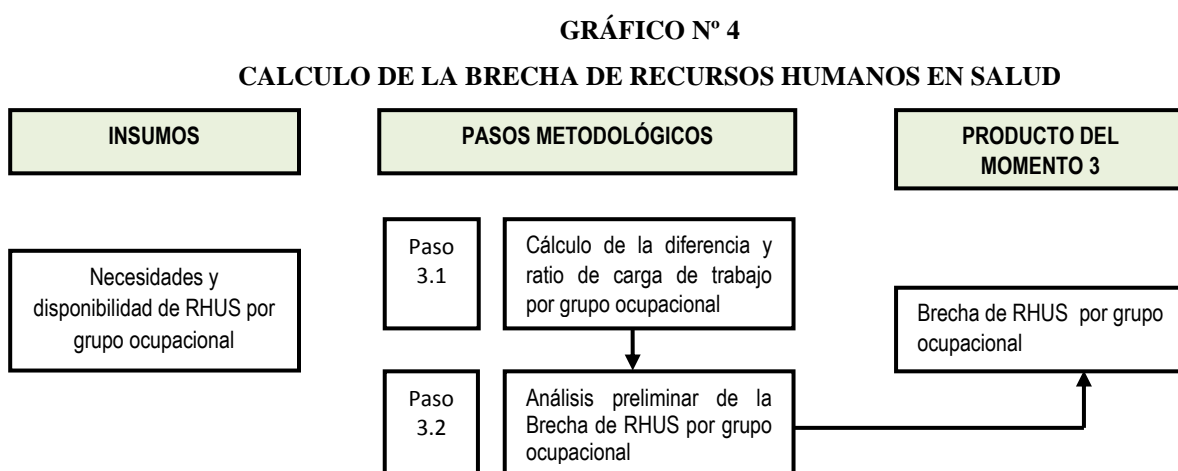 GRÁFICO Nº 4
CALCULO DE LA BRECHA DE RECURSOS HUMANOS EN SALUD
INSUMOS
PASOS METODOLÓGICOS
PRODUCTO DEL
MOMENTO 3
Necesidades y
disponibilidad de RHUS por
grupo ocupacional
Paso
3.1
Cálculo de la diferencia y
ratio de carga de trabajo
por grupo ocupacional
Paso
3.2
Análisis preliminar de la
Brecha de RHUS por grupo
ocupacional
Brecha de RHUS por grupo
ocupacional